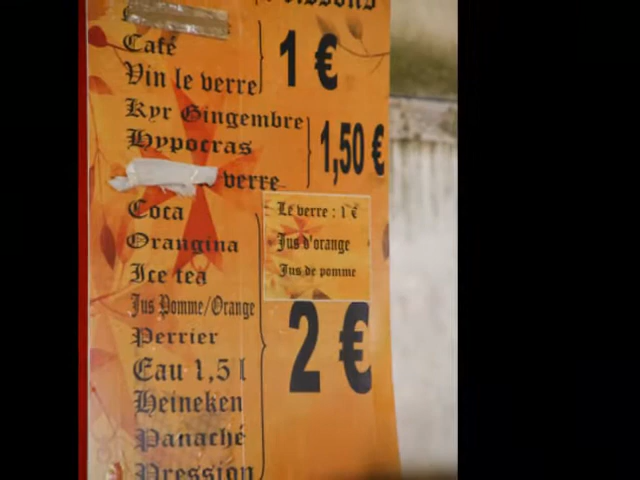 Boissons
Café
Vin le verre
1 €
Kyr Gingembre
Hypocras
verre
1,50 €
Coca
Orangina
Ice tea
Jus Pomme/Orange
Perrier
Eau 1,5 l
Heineken
Panaché
Pression
Le verre : 1 €
Jus d'orange
Jus de pomme
2 €